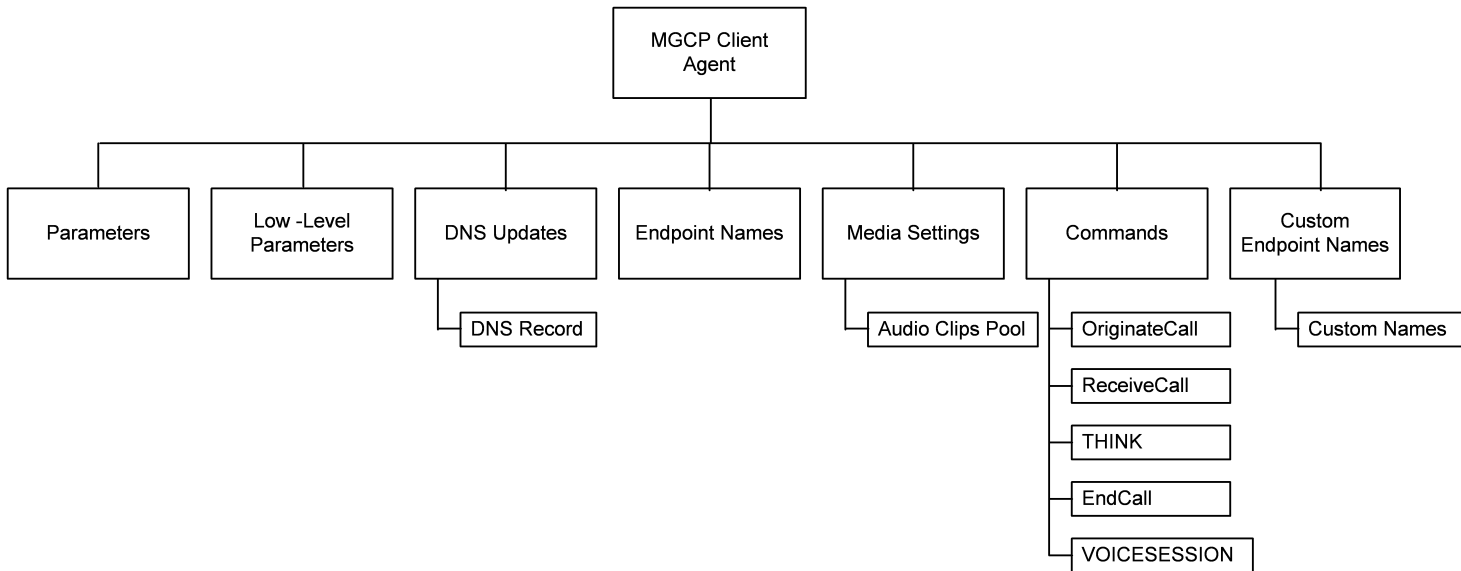 MGCP Client
Agent
Parameters
Low -Level
Parameters
DNS Updates
Endpoint Names
Media Settings
Commands
Custom
Endpoint Names
DNS Record
Audio Clips Pool
OriginateCall
Custom Names
ReceiveCall
THINK
EndCall
VOICESESSION